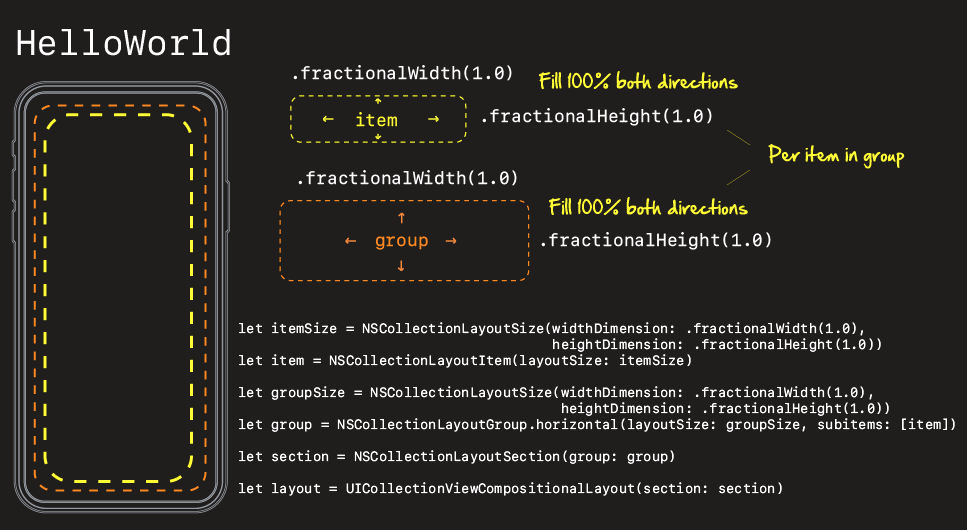 HelloWorld
.fractionalWidth(1.0)
Fill 100% both directions
← item →
.fractionalHeight(1.0)
Per item in group
.fractionalWidth(1.0)
Fill 100% both directions
← group →
.fractionalHeight(1.0)
let itemSize = NSCollectionLayoutSize(widthDimension: .fractionalWidth(1.0),
heightDimension: .fractionalHeight(1.0))
let item = NSCollectionLayoutItem(layoutSize: itemSize)
let groupSize = NSCollectionLayoutSize(widthDimension: .fractionalWidth(1.0),
heightDimension: .fractionalHeight(1.0))
let group = NSCollectionLayoutGroup.horizontal(layoutSize: groupSize, subitems: [item])
let section = NSCollectionLayoutSection(group: group)
let layout = UICollectionViewCompositionalLayout(section: section)